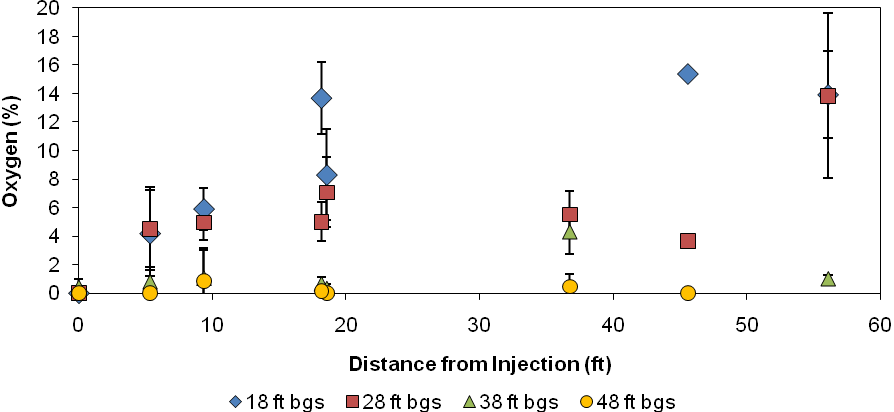 20
18
16
14
12
10
8
6
4
2
0
Oxygen (%)
0 10 20 30 40 50 60
Distance from Injection (ft)
18 ft bgs 28 ft bgs 38 ft bgs 48 ft bgs